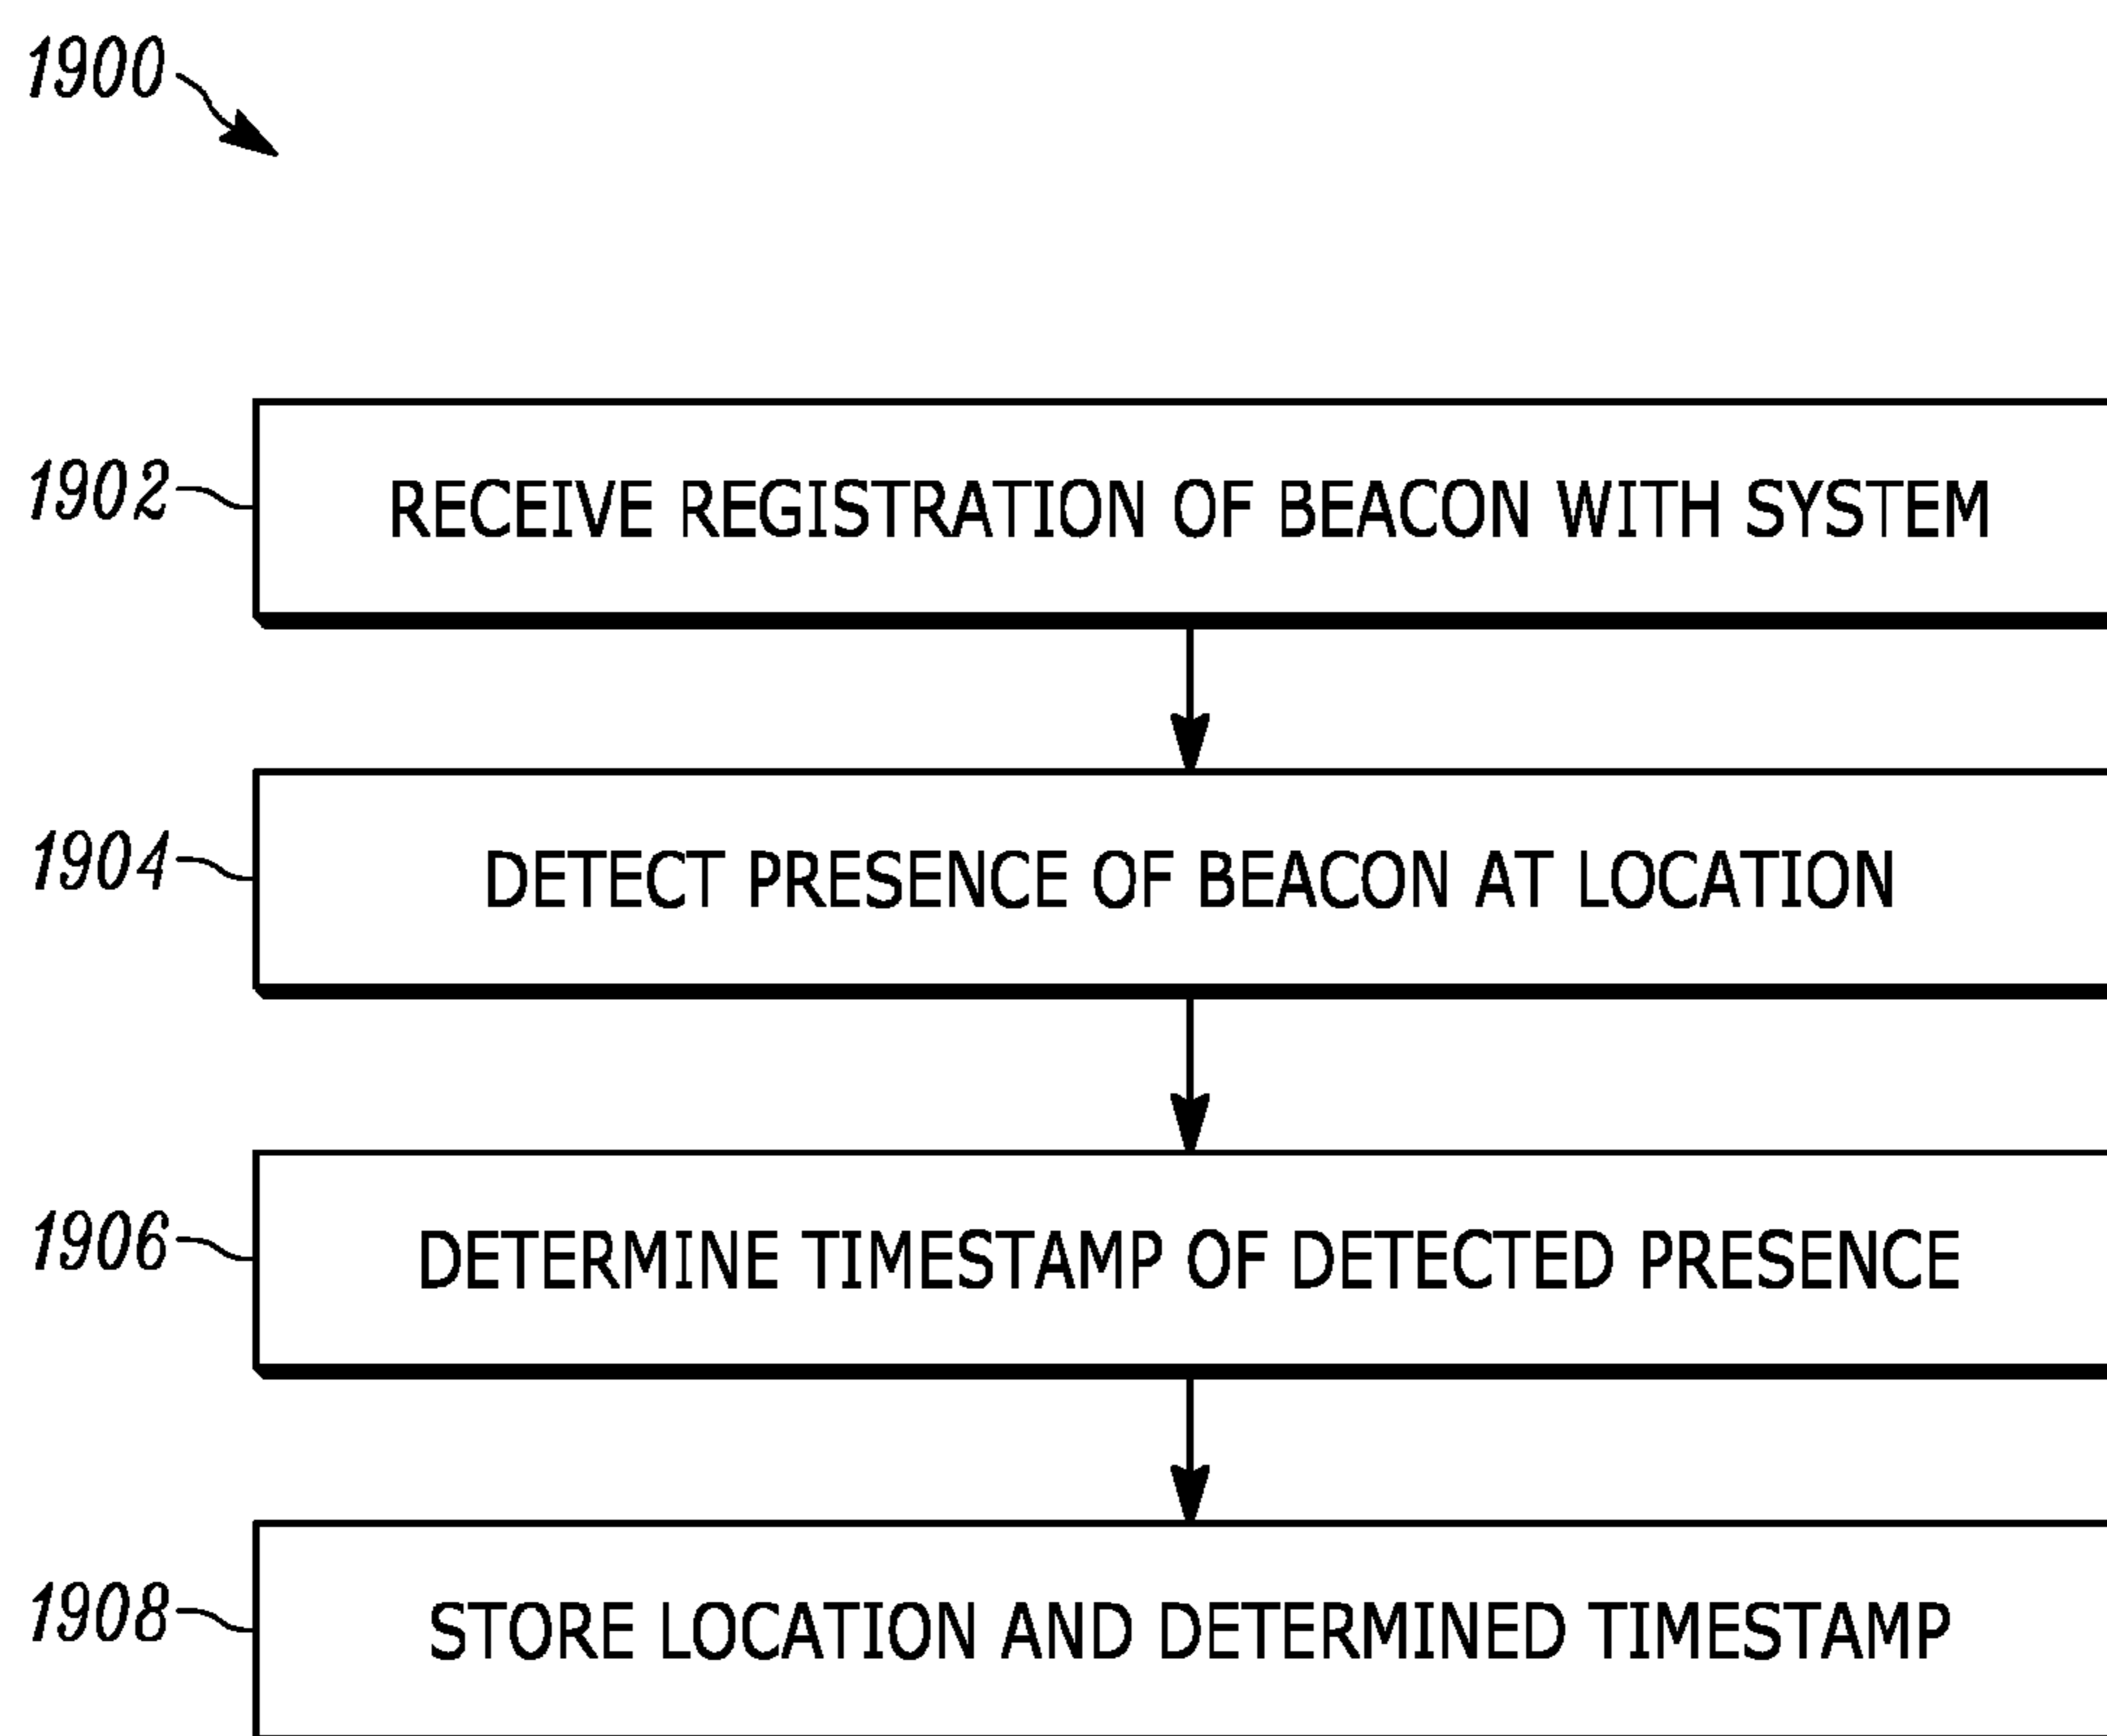 1900
1902 RECEIVE REGISTRATION OF BEACON WITH SYSTEM
1904 DETECT PRESENCE OF BEACON AT LOCATION
1906 DETERMINE TIMESTAMP OF DETECTED PRESENCE
1908 STORE LOCATION AND DETERMINED TIMESTAMP